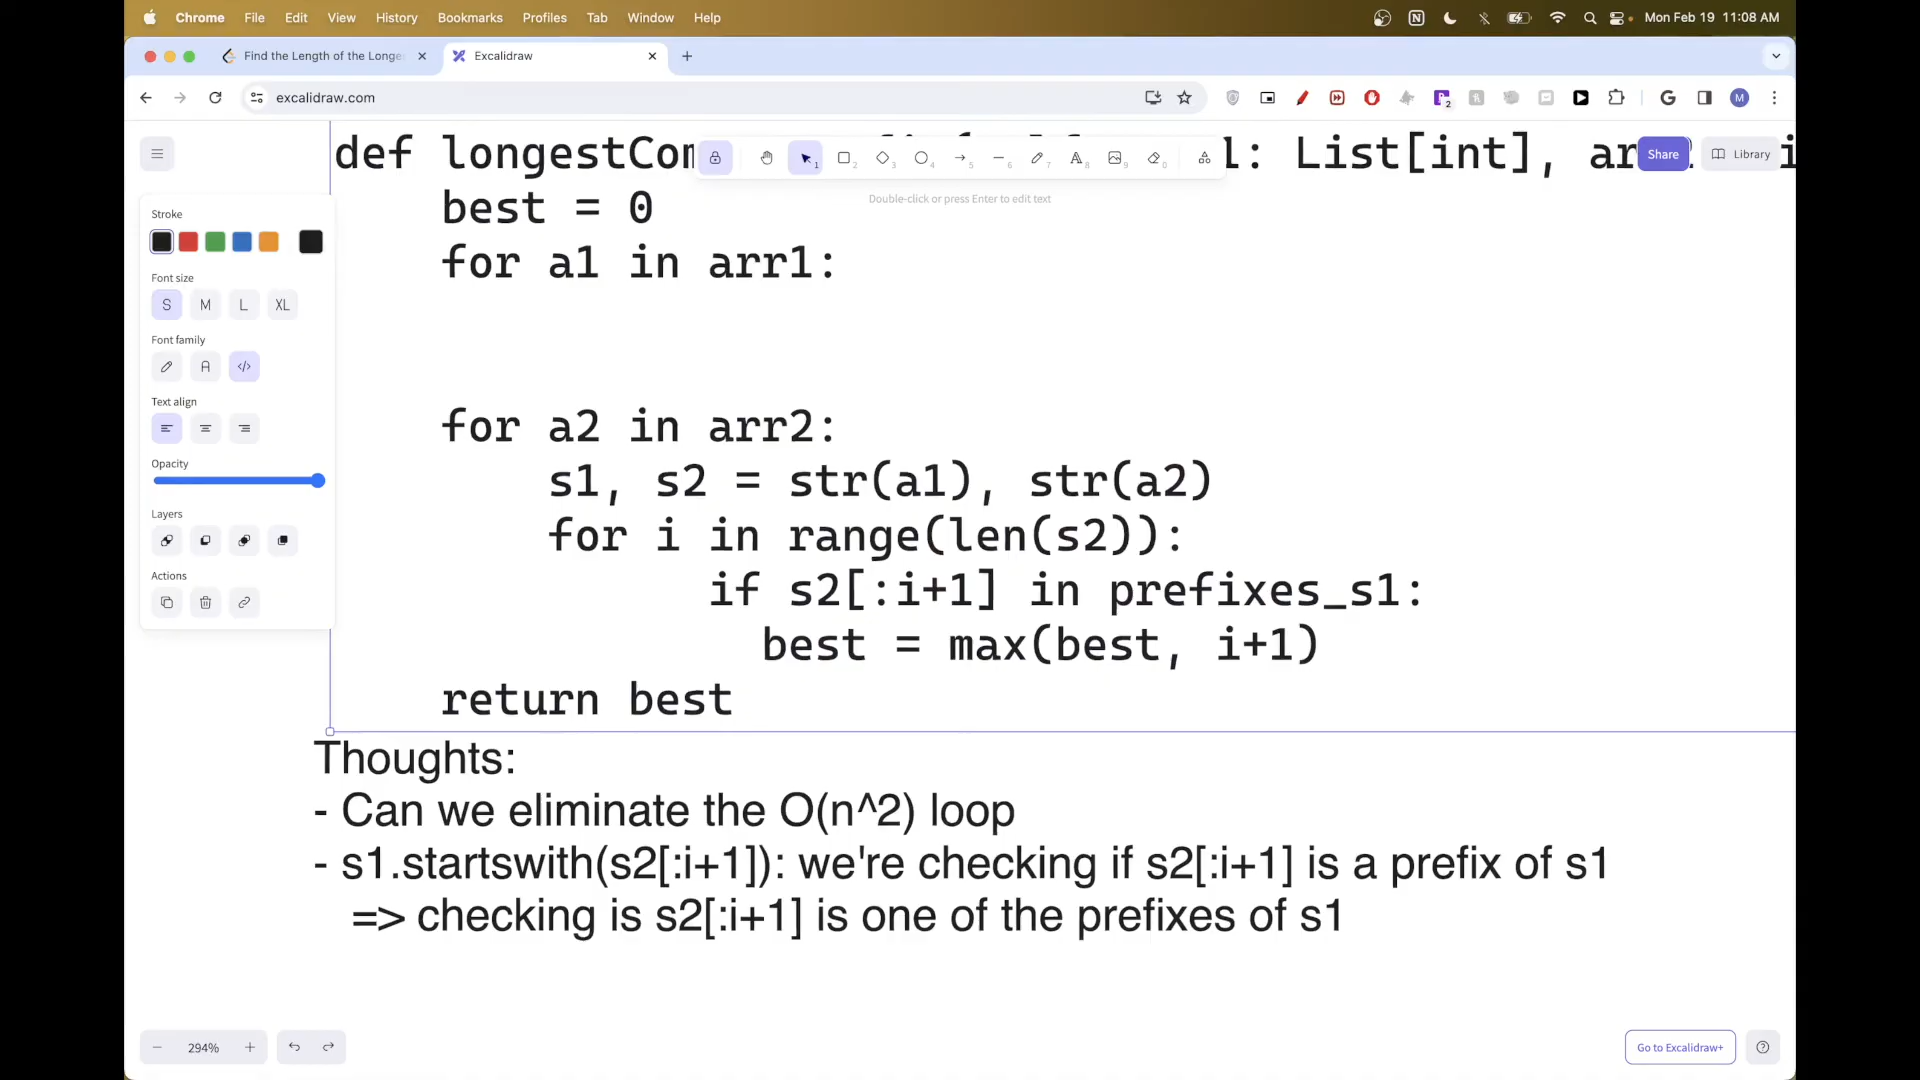 Chrome File Edit View History Bookmarks Profiles Tab Window Help Mon Feb 19 11:08 AM
Find the Length of the Longe Excalidraw
excalidraw.com
def longestCom 1: List[int], ar
Share Library
Double-click or press Enter to edit text
best = 0
for a1 in arr1:
for a2 in arr2:
s1, s2 = str(a1), str(a2)
for i in range(len(s2)):
if s2[:i+1] in prefixes_s1:
best = max(best, i+1)
return best
Stroke
Font size
S M L XL
Font family
A </>
Text align
Opacity
Layers
Actions
Thoughts:
- Can we eliminate the O(n^2) loop
- s1.startswith(s2[:i+1]): we're checking if s2[:i+1] is a prefix of s1
=> checking is s2[:i+1] is one of the prefixes of s1
294%
Go to Excalidraw+